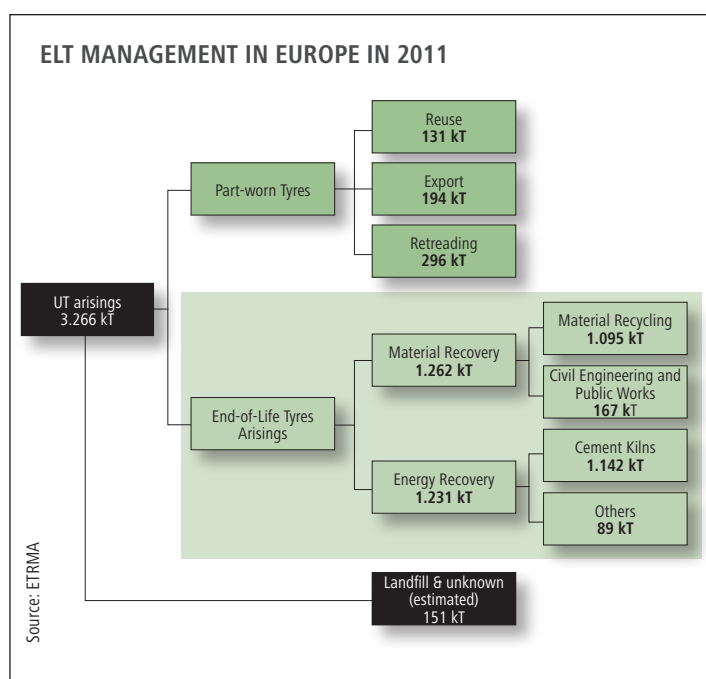 ELT MANAGEMENT IN EUROPE IN 2011
Reuse
131 kT
Part-worn Tyres
Export
194 kT
Retreading
296 kT
UT arisings
3.266 kT
Material Recycling
1.095 kT
Material Recovery
1.262 kT
Civil Engineering and
Public Works
167 kT
End-of-Life Tyres
Arisings
Cement Kilns
1.142 kT
Energy Recovery
1.231 kT
Others
89 kT
Landfill & unknown
(estimated)
151 kT
Source: ETRMA